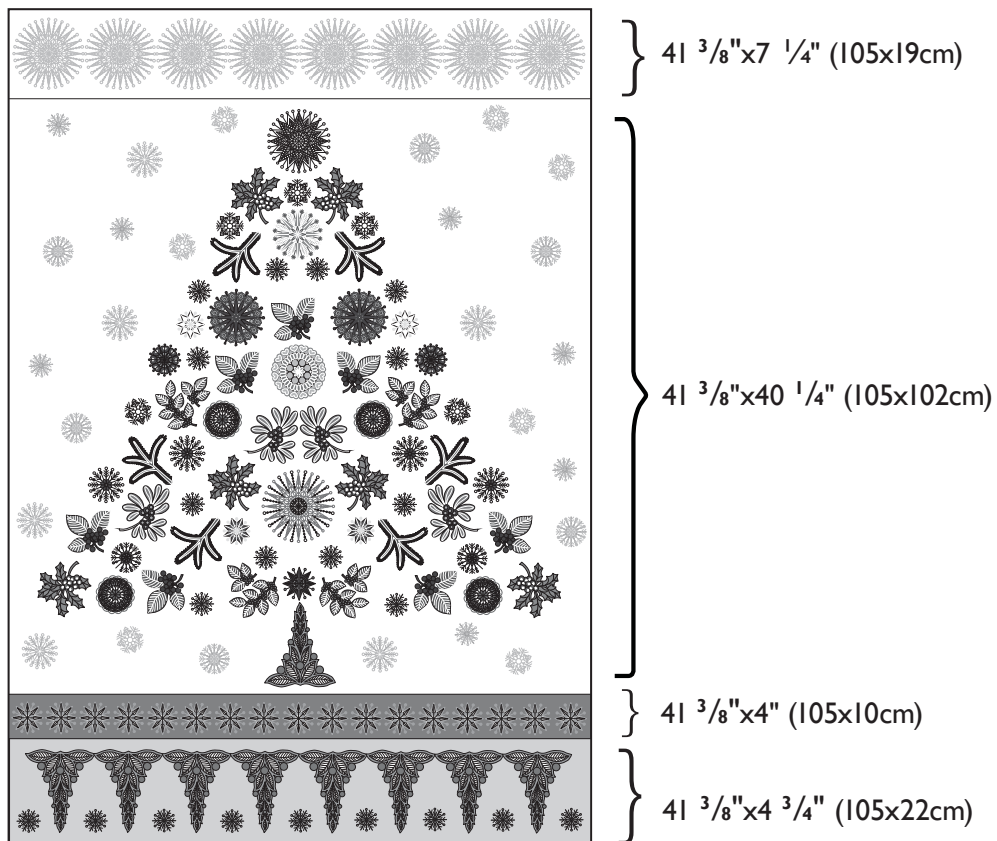 41 3/8"x7 1/4" (105x19cm)
41 3/8"x40 1/4" (105x102cm)
41 3/8"x4" (105x10cm)
41 3/8"x4 3/4" (105x22cm)